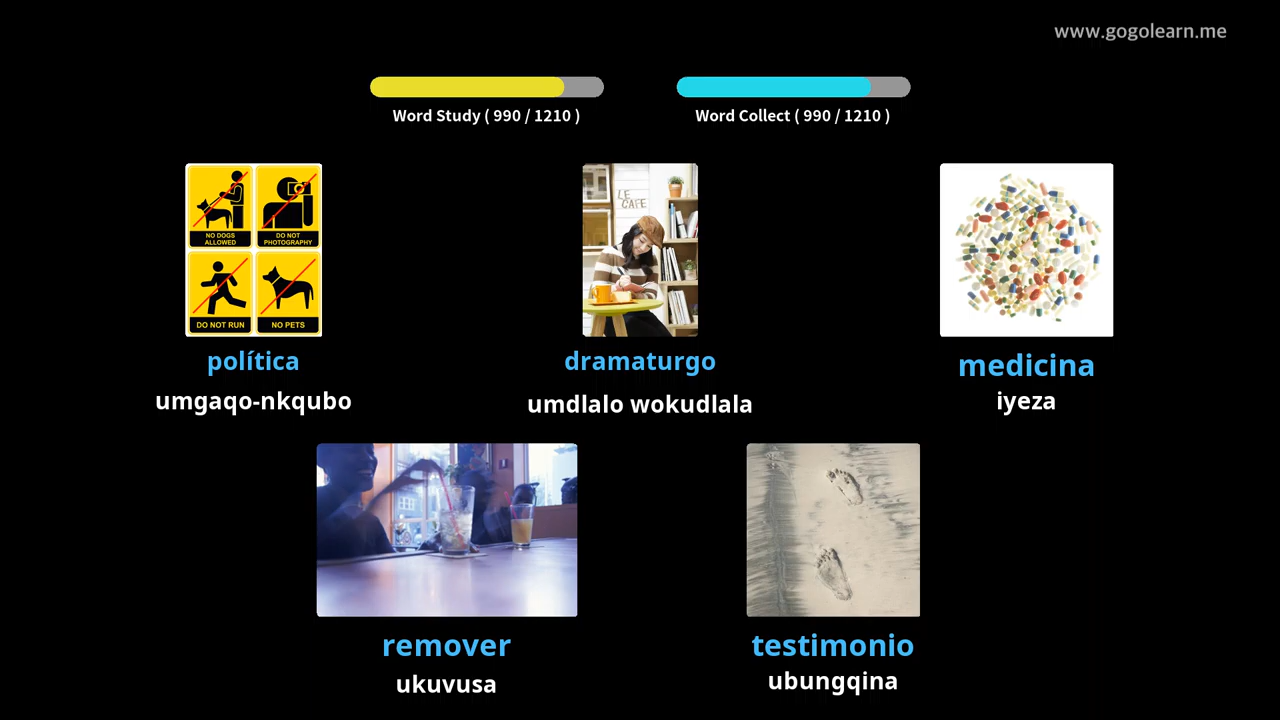 www.gogolearn.me
Word Study ( 990 / 1210 )
Word Collect ( 990 / 1210 )
NO DOGS
ALLOWED
DO NOT
PHOTOGRAPHY
DO NOT RUN
NO PETS
LE
CAFE
política
umgaqo-nkqubo
dramaturgo
umdlalo wokudlala
medicina
iyeza
remover
ukuvusa
testimonio
ubungqina